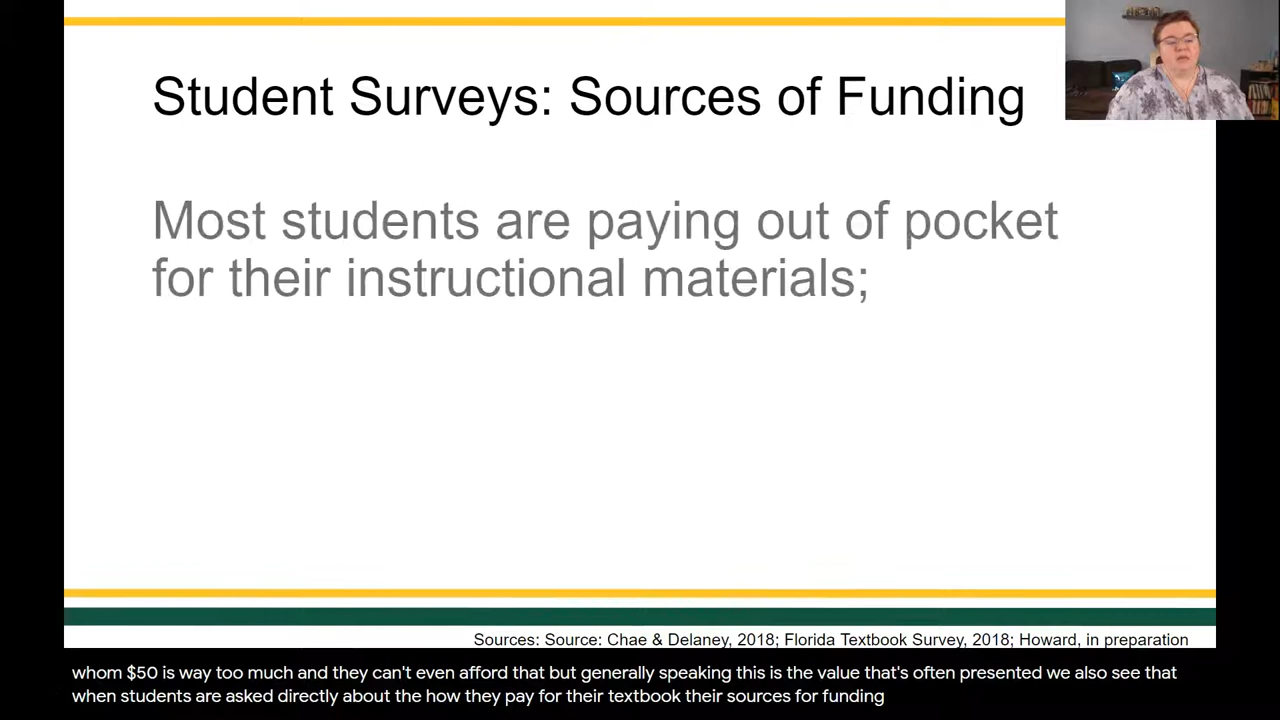 Student Surveys: Sources of Funding
Most students are paying out of pocket
for their instructional materials;
Sources: Source: Chae & Delaney, 2018; Florida Textbook Survey, 2018; Howard, in preparation
whom $50 is way too much and they can't even afford that but generally speaking this is the value that's often presented we also see that
when students are asked directly about the how they pay for their textbook their sources for funding